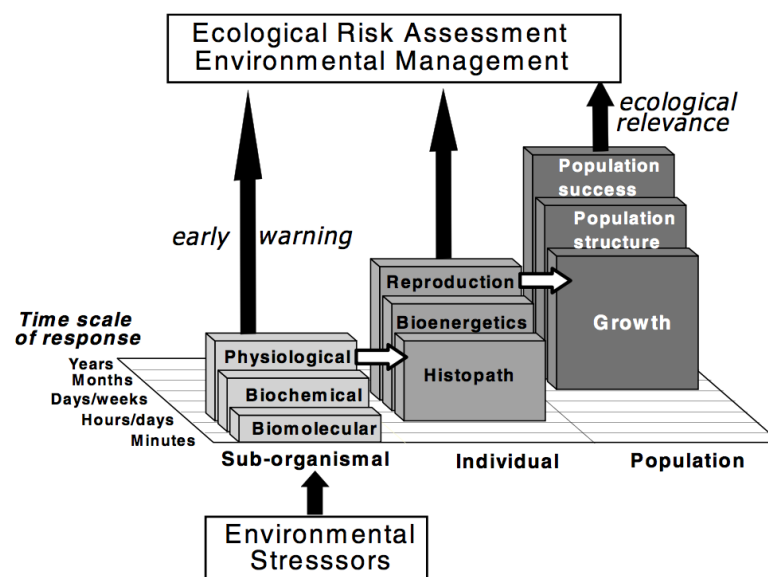 Ecological Risk Assessment
Environmental Management
ecological
relevance
early warning
Population
success
Population
structure
Growth
Reproduction
Bioenergetics
Histopath
Physiological
Biochemical
Biomolecular
Time scale
of response
Years
Months
Days/weeks
Hours/days
Minutes
Sub-organismal
Individual
Population
Environmental
Stresssors